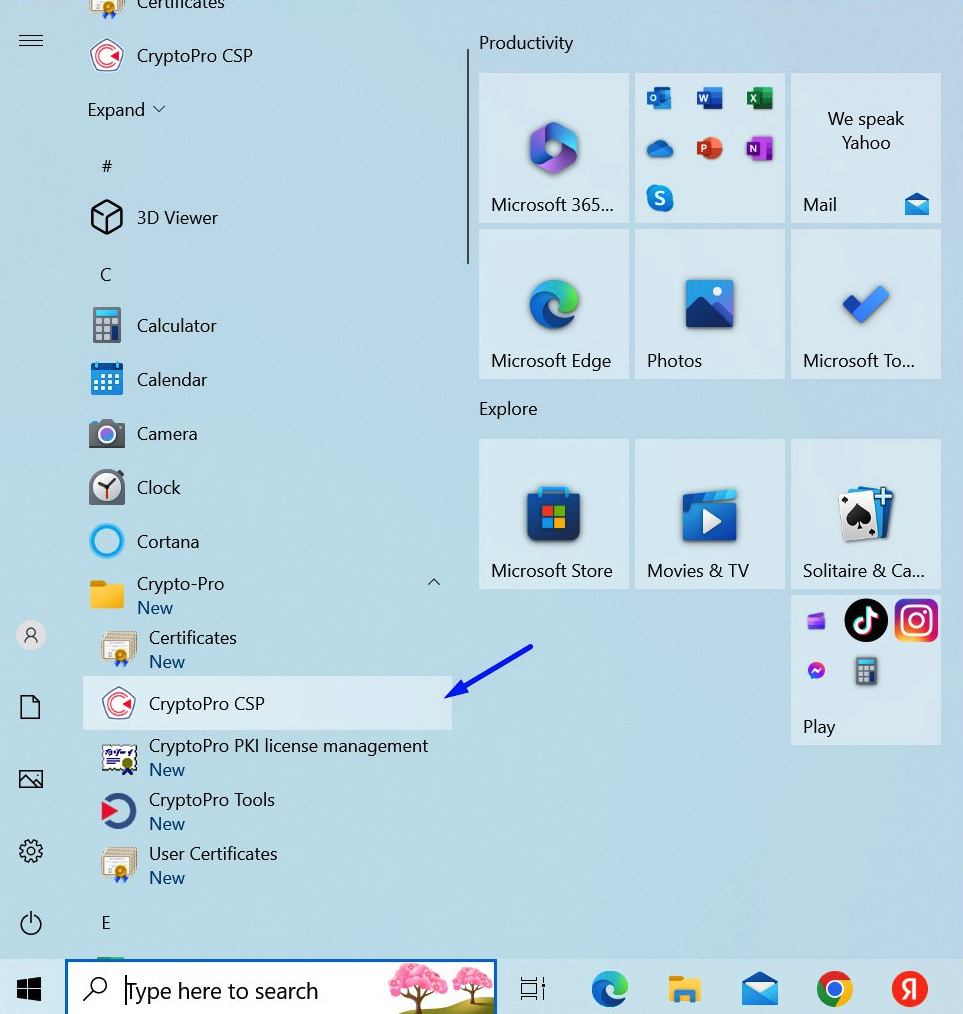 Certificates
CryptoPro CSP
Expand
#
3D Viewer
C
Calculator
Calendar
Camera
Clock
Cortana
Crypto-Pro
New
Certificates
New
CryptoPro CSP
CryptoPro PKI license management
New
CryptoPro Tools
New
User Certificates
New
E
Productivity
Microsoft 365...
We speak
Yahoo
Mail
Microsoft Edge
Photos
Microsoft To...
Explore
Microsoft Store
Movies & TV
Solitaire & Ca...
Play
Type here to search
Я